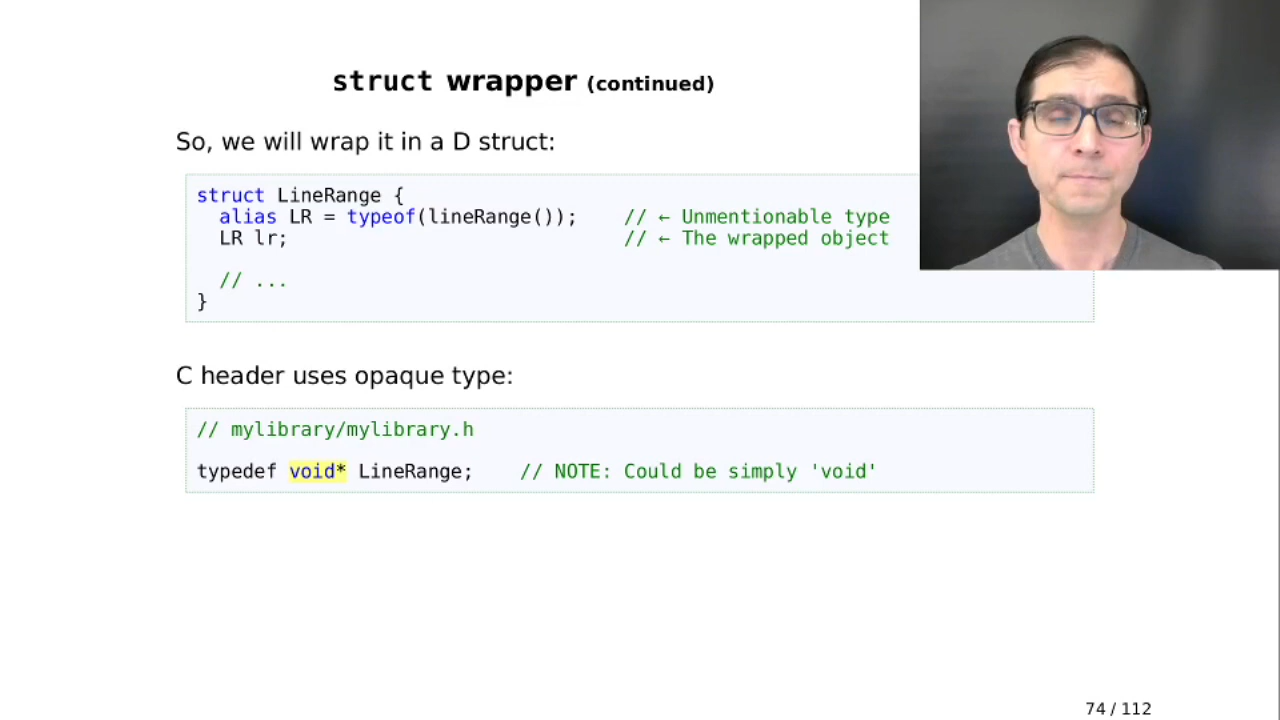 struct wrapper (continued)
So, we will wrap it in a D struct:
struct LineRange {
  alias LR = typeof(lineRange());    // ← Unmentionable type
  LR lr;                             // ← The wrapped object
  // ...
}
C header uses opaque type:
// mylibrary/mylibrary.h
typedef void* LineRange;    // NOTE: Could be simply 'void'
74 / 112